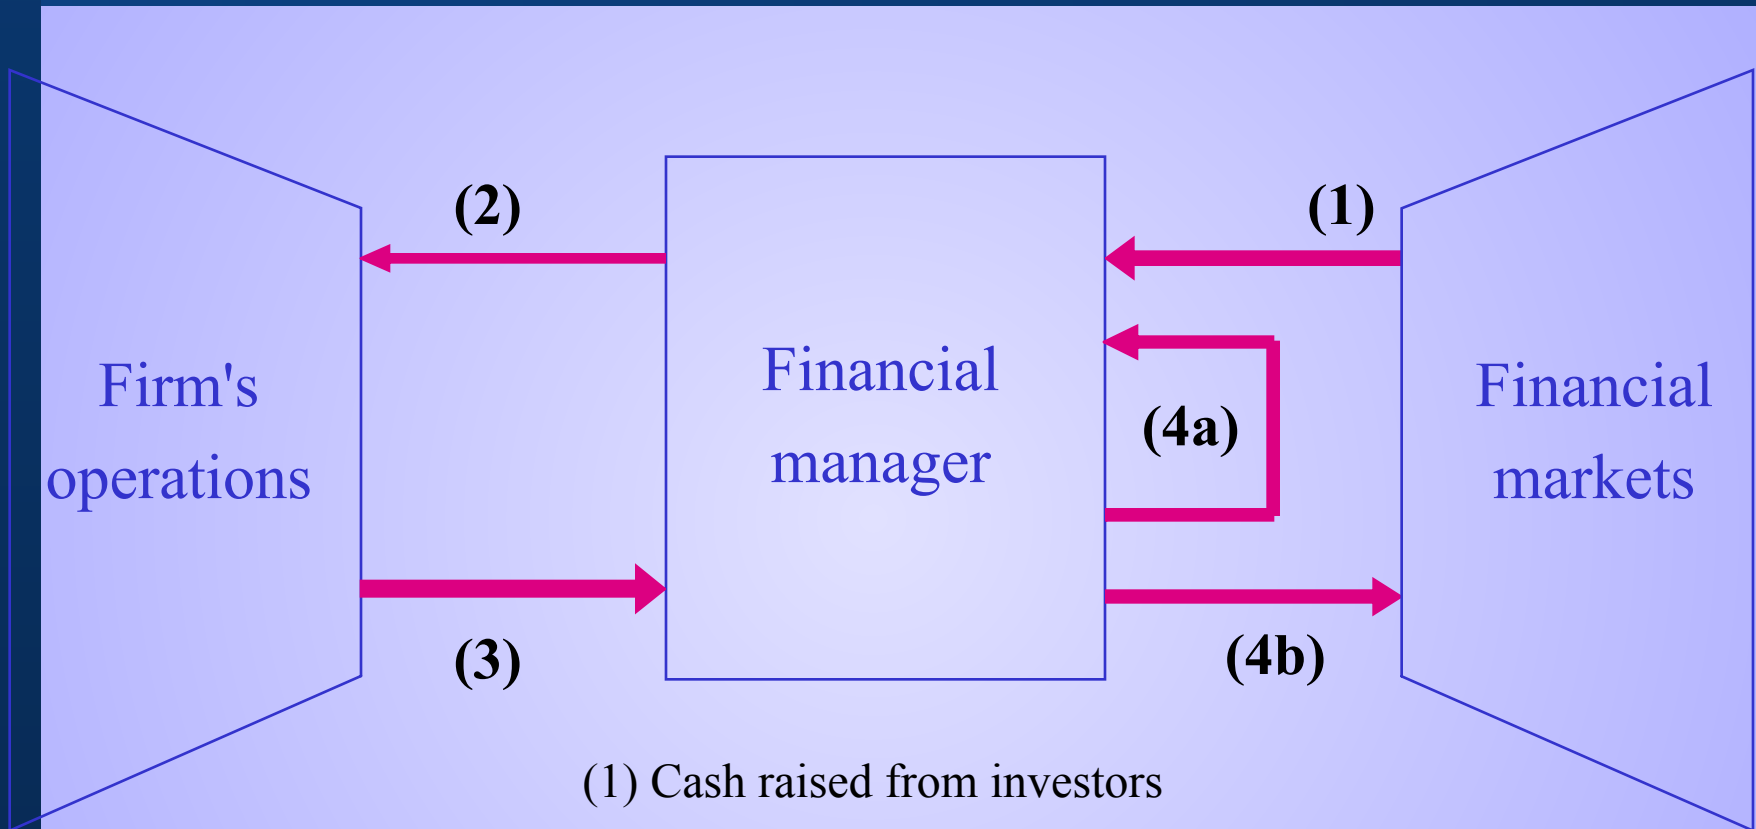 (2)
(1)
Firm's
operations
Financial
manager
(4a)
Financial
markets
(3)
(4b)
(1) Cash raised from investors